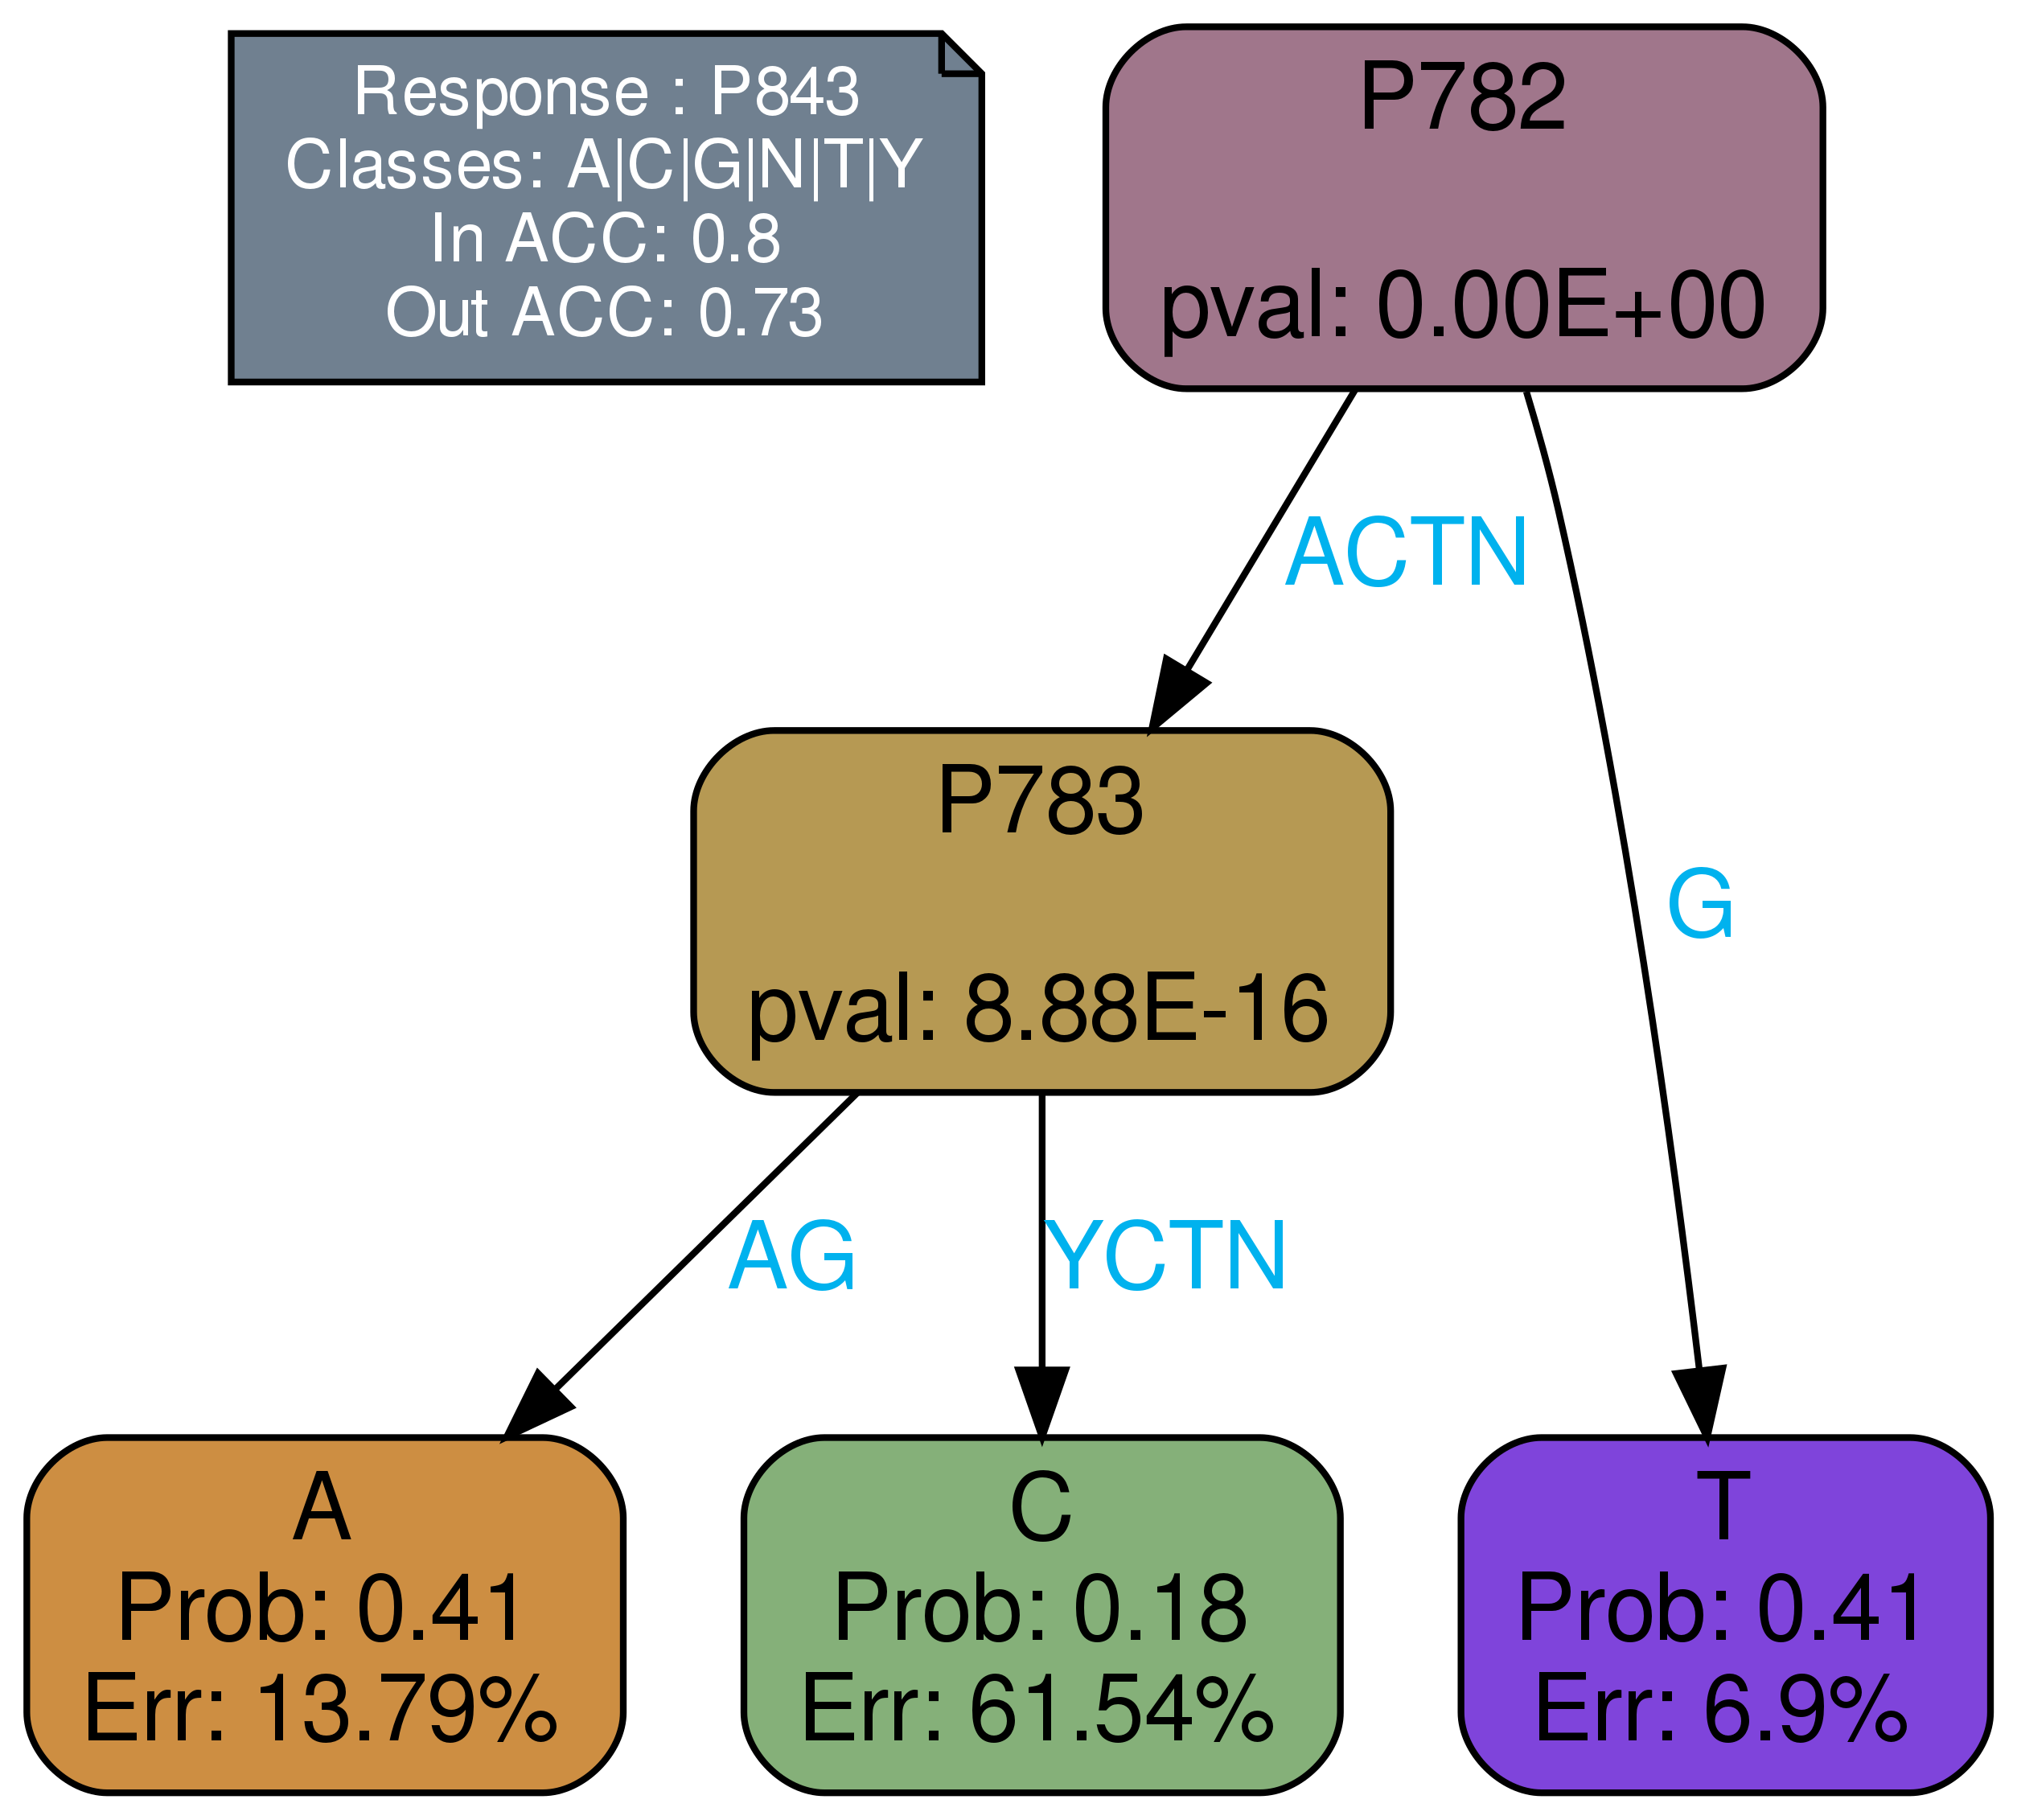 Response : P843
Classes: A|C|G|N|T|Y
In ACC: 0.8
Out ACC: 0.73
P782
pval: 0.00E+00
ACTN
G
P783
pval: 8.88E-16
AG
YCTN
A
Prob: 0.41
Err: 13.79%
C
Prob: 0.18
Err: 61.54%
T
Prob: 0.41
Err: 6.9%